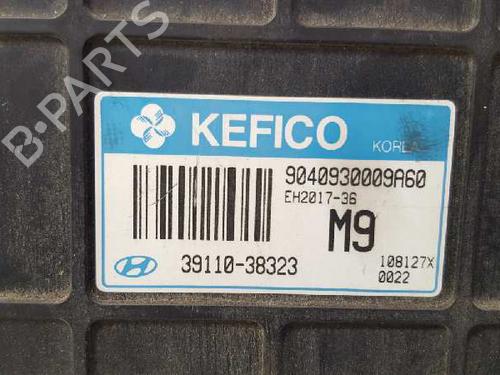 B-PARTS
KEFICO
KOREA
9040930009A60
EH2017-36
M9
39110-38323
108127X
0022